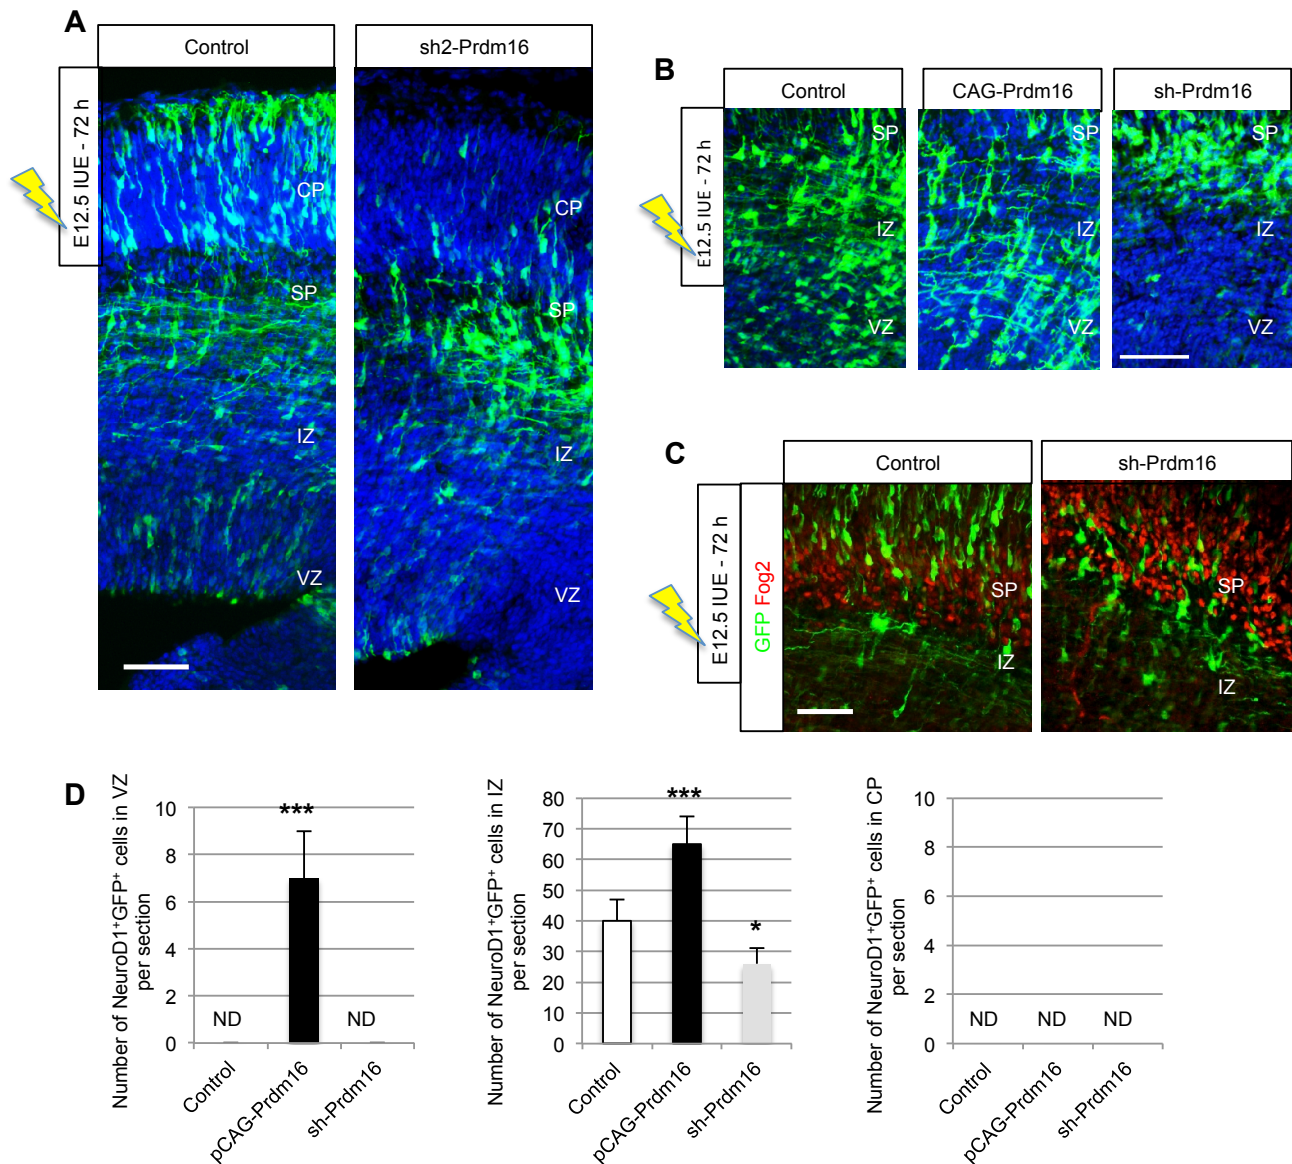 A
Control
sh2-Prdm16
E12.5 IUE - 72 h
CP
SP
IZ
VZ
CP
SP
IZ
VZ
B
Control
CAG-Prdm16
sh-Prdm16
E12.5 IUE - 72 h
SP
IZ
VZ
SP
IZ
VZ
SP
IZ
VZ
C
Control
sh-Prdm16
E12.5 IUE - 72 h
GFP Fog2
SP
IZ
SP
IZ
D
Number of NeuroD1⁺GFP⁺ cells in VZ
per section
10
8
6
4
2
0
ND
***
ND
Control
pCAG-Prdm16
sh-Prdm16
Number of NeuroD1⁺GFP⁺ cells in IZ
per section
80
70
60
50
40
30
20
10
0
***
*
Control
pCAG-Prdm16
sh-Prdm16
Number of NeuroD1⁺GFP⁺ cells in CP
per section
10
8
6
4
2
0
ND
ND
ND
Control
pCAG-Prdm16
sh-Prdm16